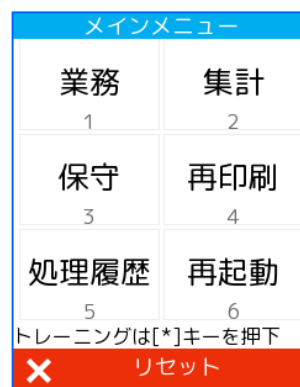 メインメニュー
業務 集計
1 2
保守 再印刷
3 4
処理履歴 再起動
5 6
トレーニングは[*]キーを押下
リセット